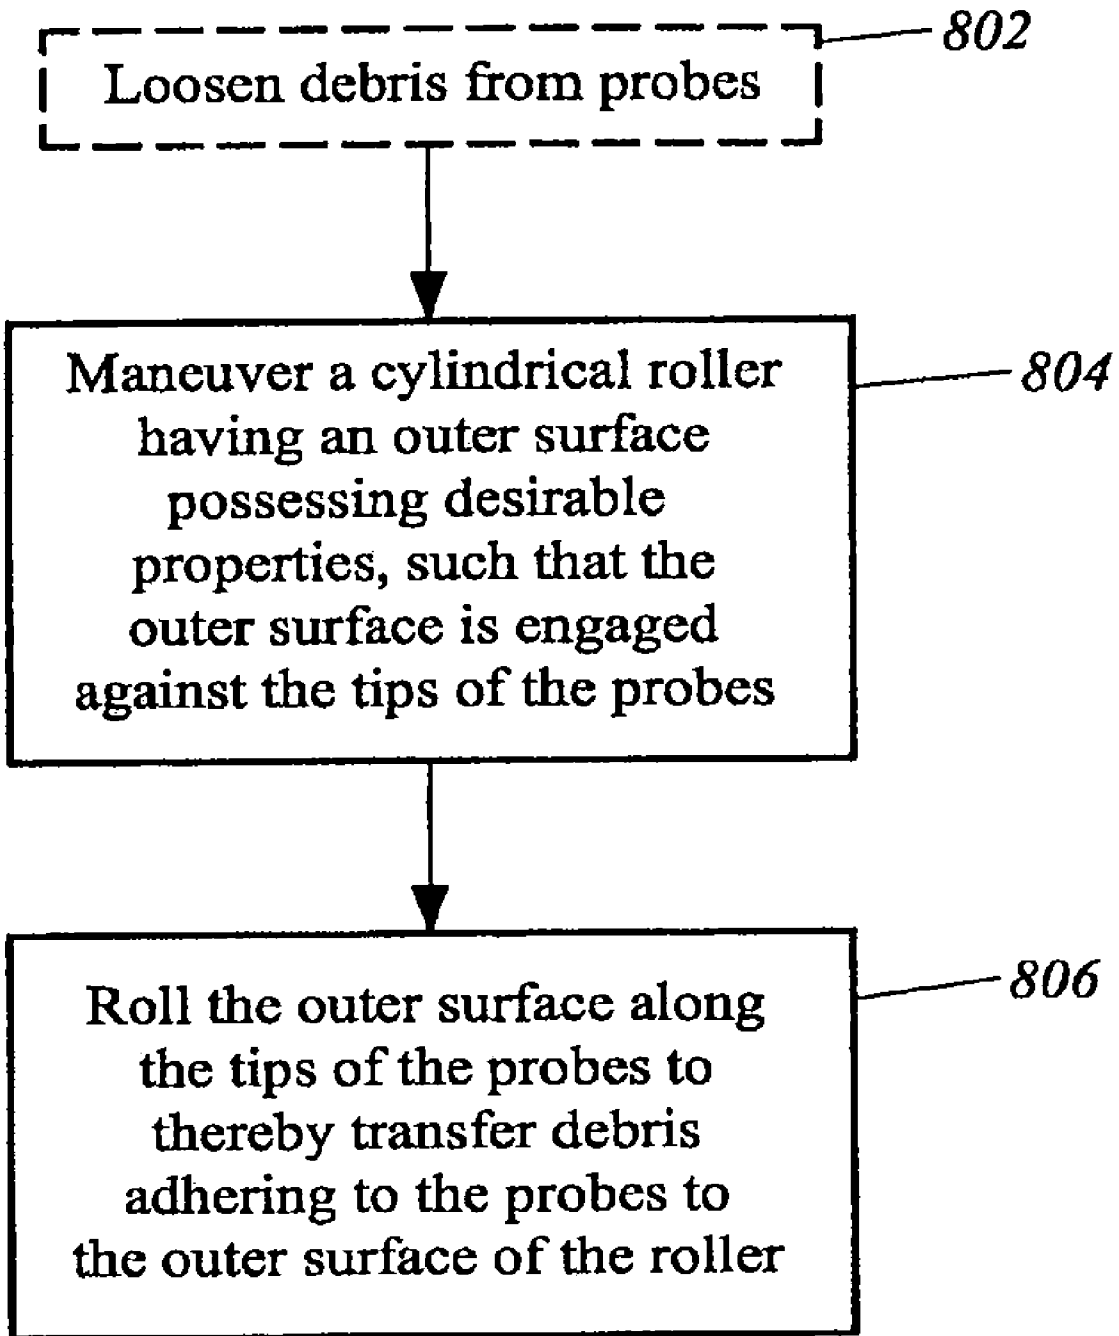 802
Loosen debris from probes
804
Maneuver a cylindrical roller
having an outer surface
possessing desirable
properties, such that the
outer surface is engaged
against the tips of the probes
806
Roll the outer surface along
the tips of the probes to
thereby transfer debris
adhering to the probes to
the outer surface of the roller